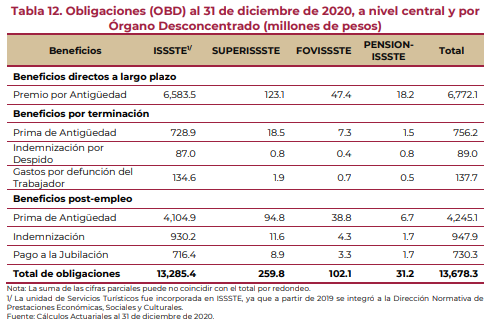 Tabla 12. Obligaciones (OBD) al 31 de diciembre de 2020, a nivel central y por
Órgano Desconcentrado (millones de pesos)
Beneficios ISSSTE1/ SUPERISSSTE FOVISSSTE PENSION-ISSSTE Total
Beneficios directos a largo plazo
Premio por Antigüedad 6,583.5 123.1 47.4 18.2 6,772.1
Beneficios por terminación
Prima de Antigüedad 728.9 18.5 7.3 1.5 756.2
Indemnización por
Despido 87.0 0.8 0.4 0.8 89.0
Gastos por defunción del
Trabajador 134.6 1.9 0.7 0.5 137.7
Beneficios post-empleo
Prima de Antigüedad 4,104.9 94.8 38.8 6.7 4,245.1
Indemnización 930.2 11.6 4.3 1.7 947.9
Pago a la Jubilación 716.4 8.9 3.3 1.7 730.3
Total de obligaciones 13,285.4 259.8 102.1 31.2 13,678.3
Nota: La suma de las cifras parciales puede no coincidir con el total por redondeo.
1/ La unidad de Servicios Turísticos fue incorporada en ISSSTE, ya que a partir de 2019 se integró a la Dirección Normativa de
Prestaciones Económicas, Sociales y Culturales.
Fuente: Cálculos Actuariales al 31 de diciembre de 2020.